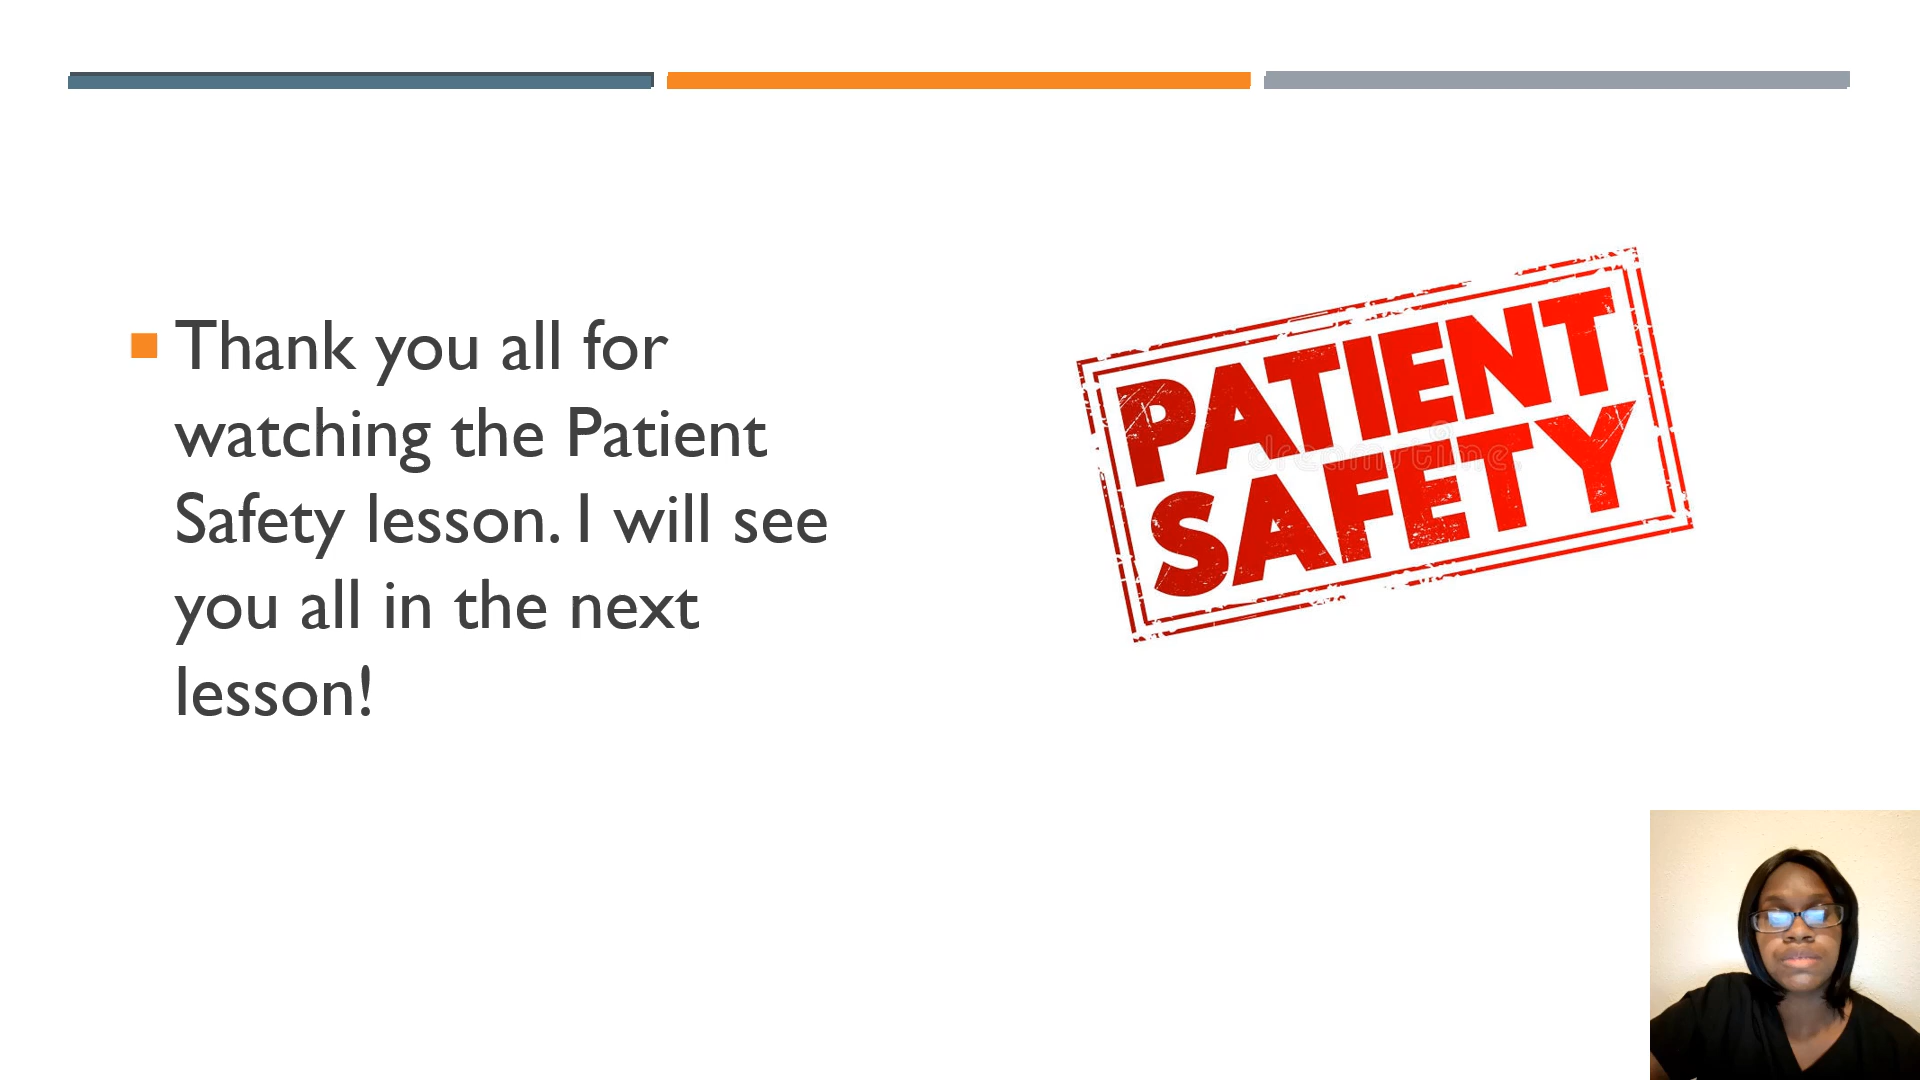 Thank you all for
watching the Patient
Safety lesson. I will see
you all in the next
lesson!
PATIENT
SAFETY
dreamstime